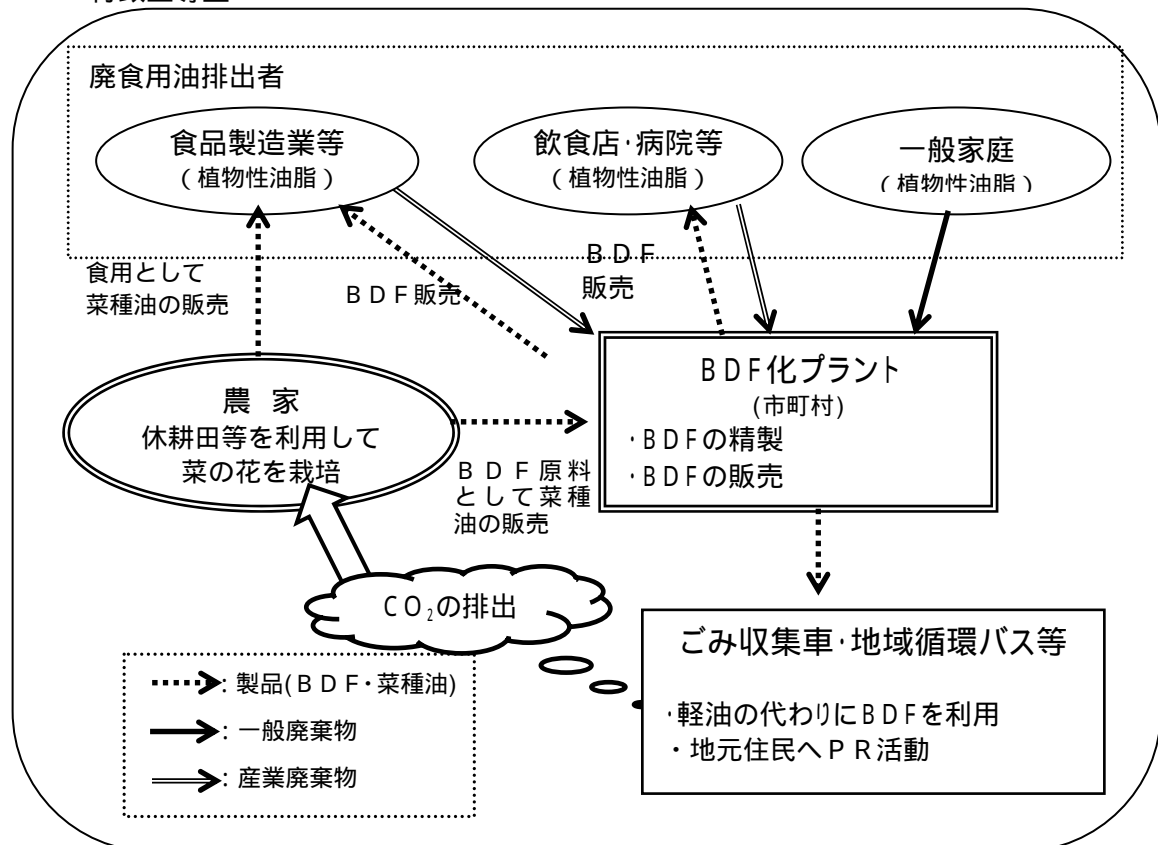 廃食用油排出者
食品製造業等
(植物性油脂)
飲食店・病院等
(植物性油脂)
一般家庭
(植物性油脂)
食用として
菜種油の販売
BDF販売
BDF
販売
農 家
休耕田等を利用して
菜の花を栽培
BDF原料
として菜種
油の販売
BDF化プラント
(市町村)
・BDFの精製
・BDFの販売
CO₂の排出
ごみ収集車・地域循環バス等
・軽油の代わりにBDFを利用
・地元住民へPR活動
: 製品(BDF・菜種油)
: 一般廃棄物
: 産業廃棄物